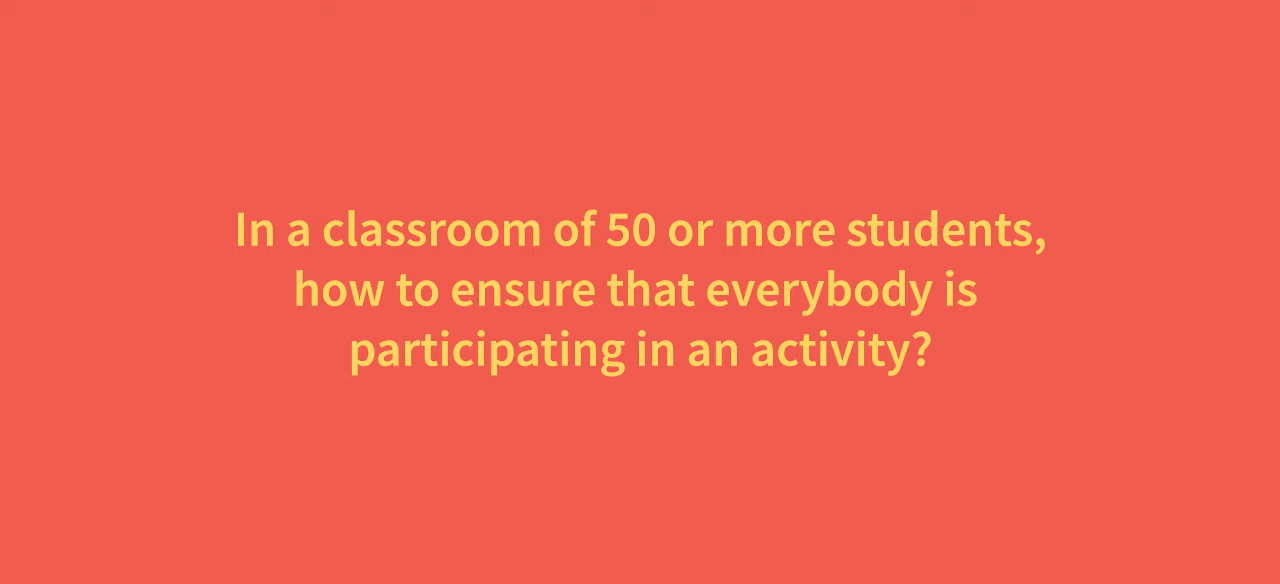 In a classroom of 50 or more students,
how to ensure that everybody is
participating in an activity?